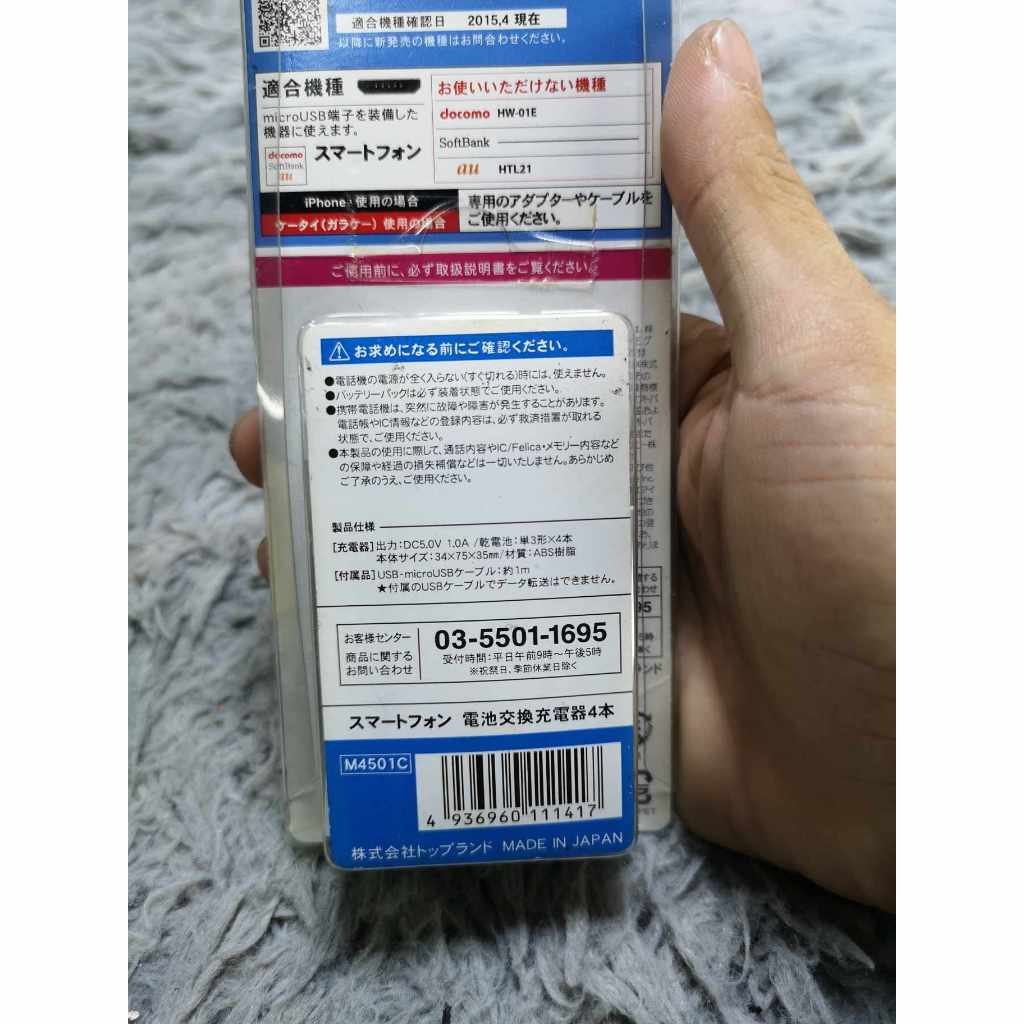 適合機種確認日 2015,4 現在
以降に新発売の機種はお問合わせください。
適合機種
microUSB端子を装備した
機器に使えます。
docomo
SoftBank
au
スマートフォン
お使いいただけない機種
docomo HW-01E
SoftBank
au HTL21
iPhone 使用の場合
ケータイ(ガラケー) 使用の場合
専用のアダプターやケーブルを
ご使用ください。
ご使用前に、必ず取扱説明書をご覧ください。
⚠お求めになる前にご確認ください。
●電話機の電源が全く入らない(すぐ切れる)時には、使えません。
●バッテリーパックは必ず装着状態でご使用ください。
●携帯電話機は、突然に故障や障害が発生することがあります。
電話帳やIC情報などの登録内容は、必ず救済措置が取れる
状態で、ご使用ください。
●本製品の使用に際して、通話内容やIC/Felica・メモリー内容など
の保障や経過の損失補償などは一切いたしません。あらかじめ
ご了承のうえ、ご使用ください。
製品仕様
[充電器]出力:DC5.0V 1.0A /乾電池:単3形×4本
本体サイズ:34×75×35mm/材質:ABS樹脂
[付属品]USB-microUSBケーブル:約1m
★付属のUSBケーブルでデータ転送はできません。
お客様センター
商品に関する
お問い合わせ
03-5501-1695
受付時間:平日午前9時〜午後5時
※祝祭日、季節休業日除く
スマートフォン 電池交換充電器4本
M4501C
4 936960 111417
株式会社トップランド MADE IN JAPAN